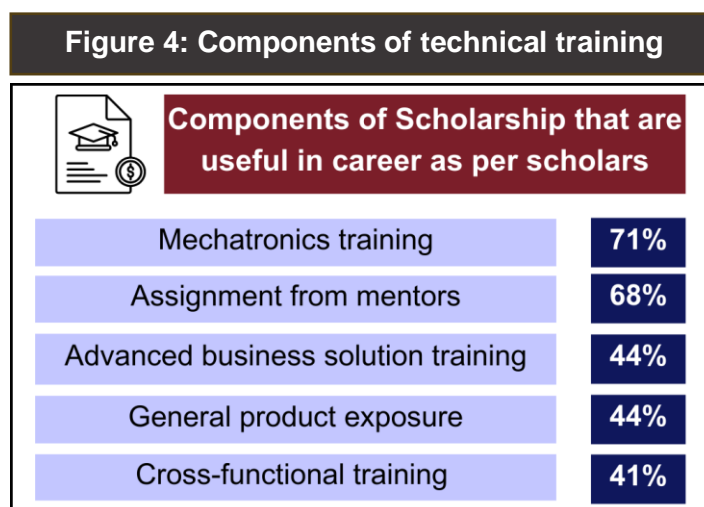 Figure 4: Components of technical training
Components of Scholarship that are
useful in career as per scholars
$
Mechatronics training 71%
Assignment from mentors 68%
Advanced business solution training 44%
General product exposure 44%
Cross-functional training 41%